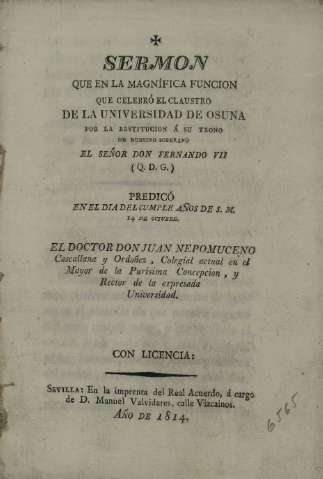 SERMON
QUE EN LA MAGNÍFICA FUNCION
QUE CELEBRÓ EL CLAUSTRO
DE LA UNIVERSIDAD DE OSUNA
POR LA RESTITUCION Á SU TRONO
DE NUESTRO SOBERANO
EL SEÑOR DON FERNANDO VII
(Q. D. G.)
PREDICÓ
EN EL DIA DEL CUMPLE AÑOS DE S. M.
14 DE OCTUBRE.
EL DOCTOR DON JUAN NEPOMUCENO
Cascallana y Ordoñez, Colegial actual en el
Mayor de la Purísima Concepcion, y
Rector de la expresada
Universidad.
CON LICENCIA:
SEVILLA: En la imprenta del Real Acuerdo, á cargo
de D. Manuel Valvidares, calle Vizcainos.
AÑO DE 1814.
6565